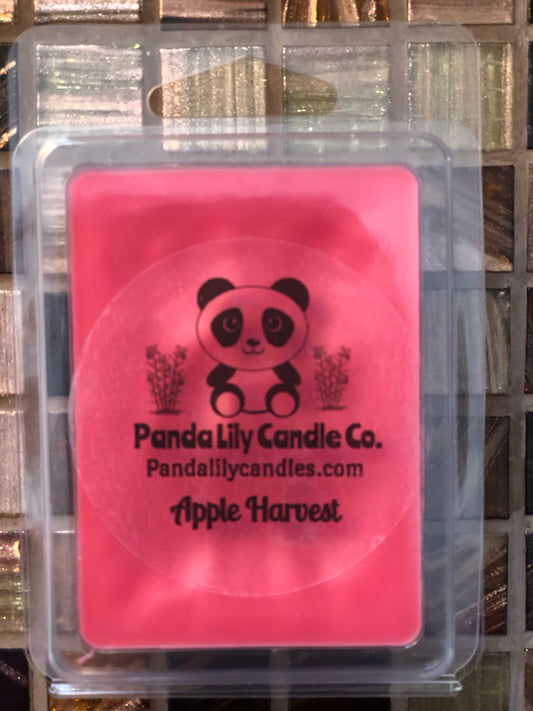 Panda Lily Candle Co.
Pandalilycandles.com
Apple Harvest